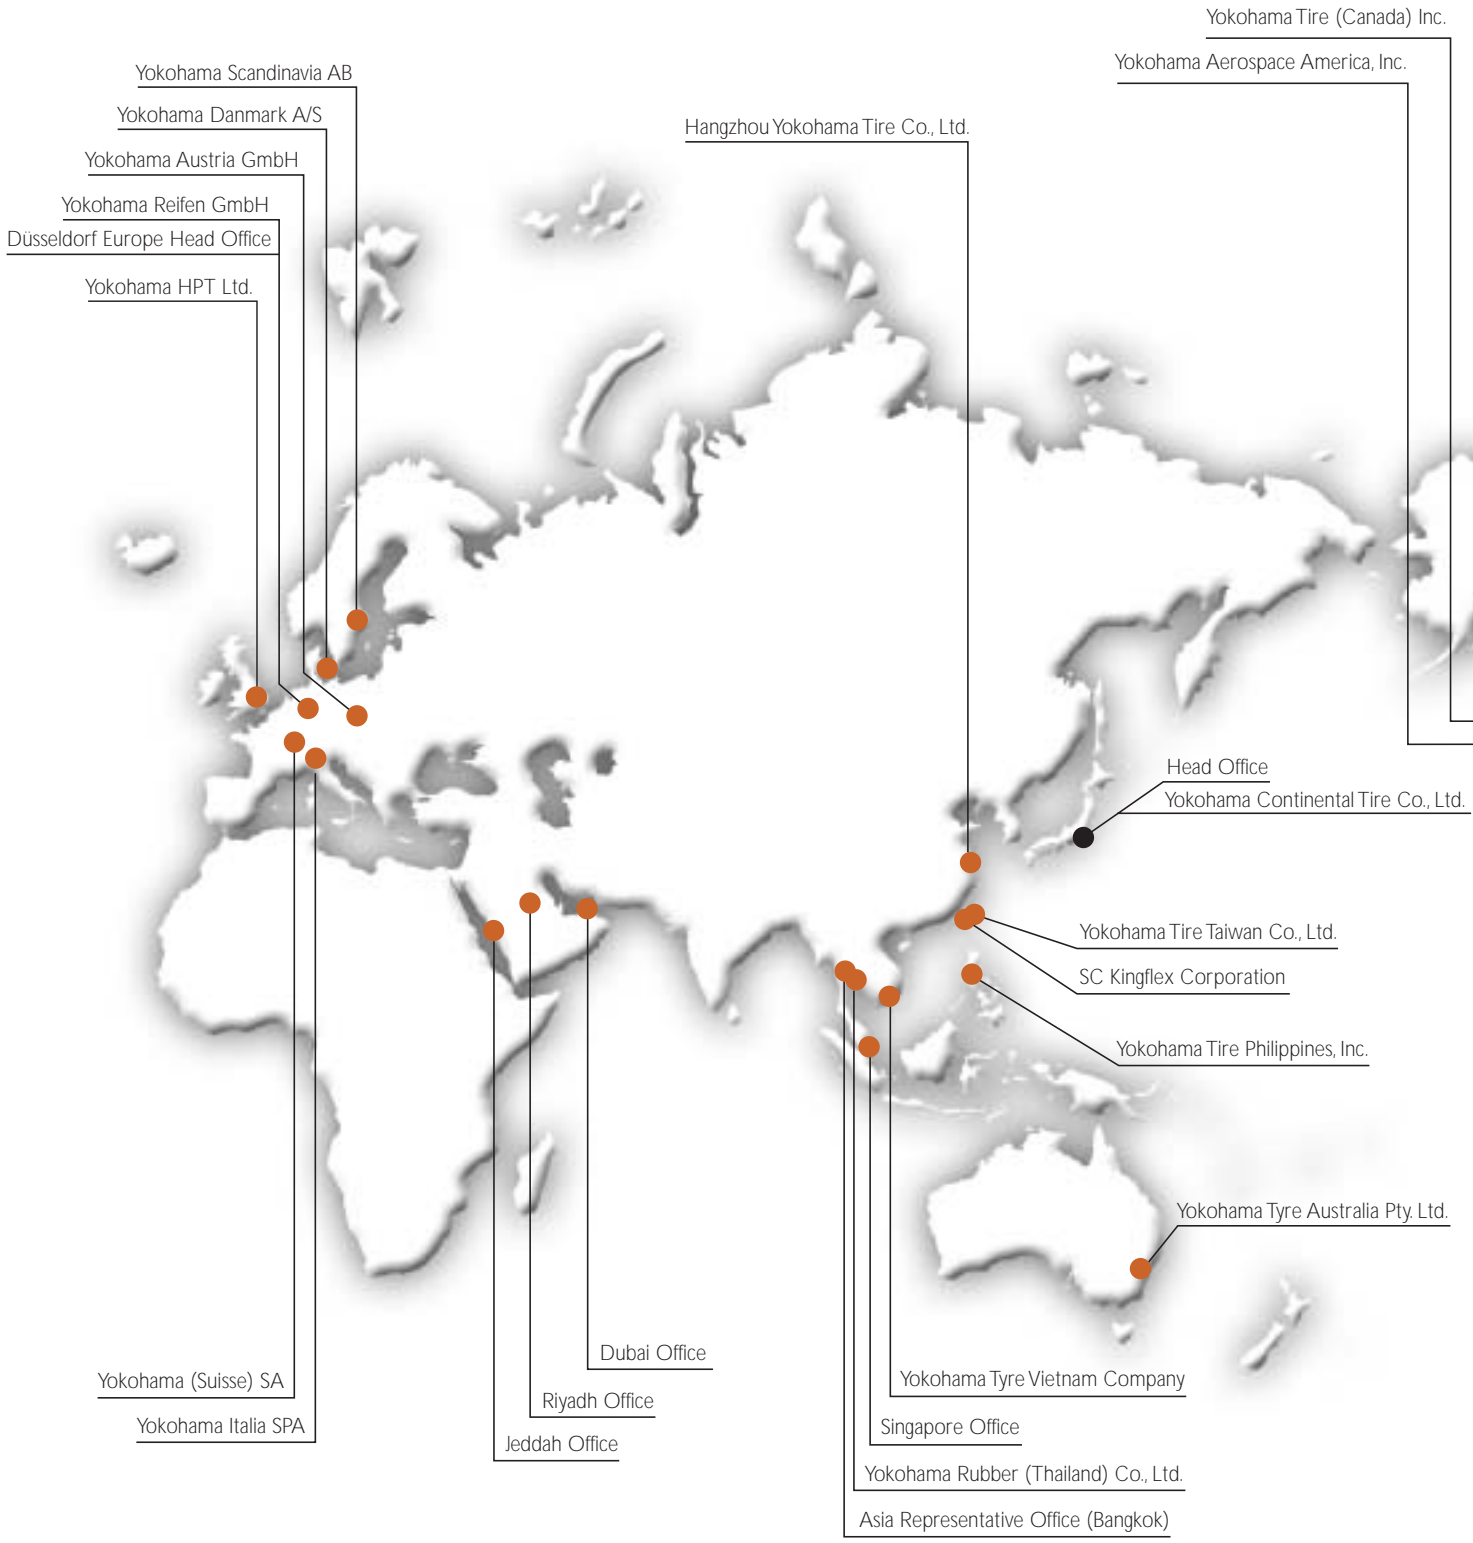 Yokohama Tire (Canada) Inc.
Yokohama Aerospace America, Inc.
Yokohama Scandinavia AB
Yokohama Danmark A/S
Hangzhou Yokohama Tire Co., Ltd.
Yokohama Austria GmbH
Yokohama Reifen GmbH
Düsseldorf Europe Head Office
Yokohama HPT Ltd.
Head Office
Yokohama Continental Tire Co., Ltd.
Yokohama Tire Taiwan Co., Ltd.
SC Kingflex Corporation
Yokohama Tire Philippines, Inc.
Yokohama Tyre Australia Pty. Ltd.
Dubai Office
Yokohama (Suisse) SA
Yokohama Tyre Vietnam Company
Riyadh Office
Yokohama Italia SPA
Singapore Office
Jeddah Office
Yokohama Rubber (Thailand) Co., Ltd.
Asia Representative Office (Bangkok)